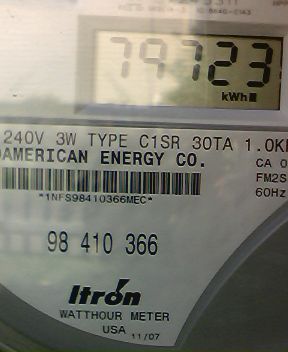 79723
kWh
240V 3W TYPE C1SR 30TA 1.0K
AMERICAN ENERGY CO.
CA 0
FM2S
60Hz
*1NFS98410366MEC*
98 410 366
Itron
WATTHOUR METER
USA 11/07